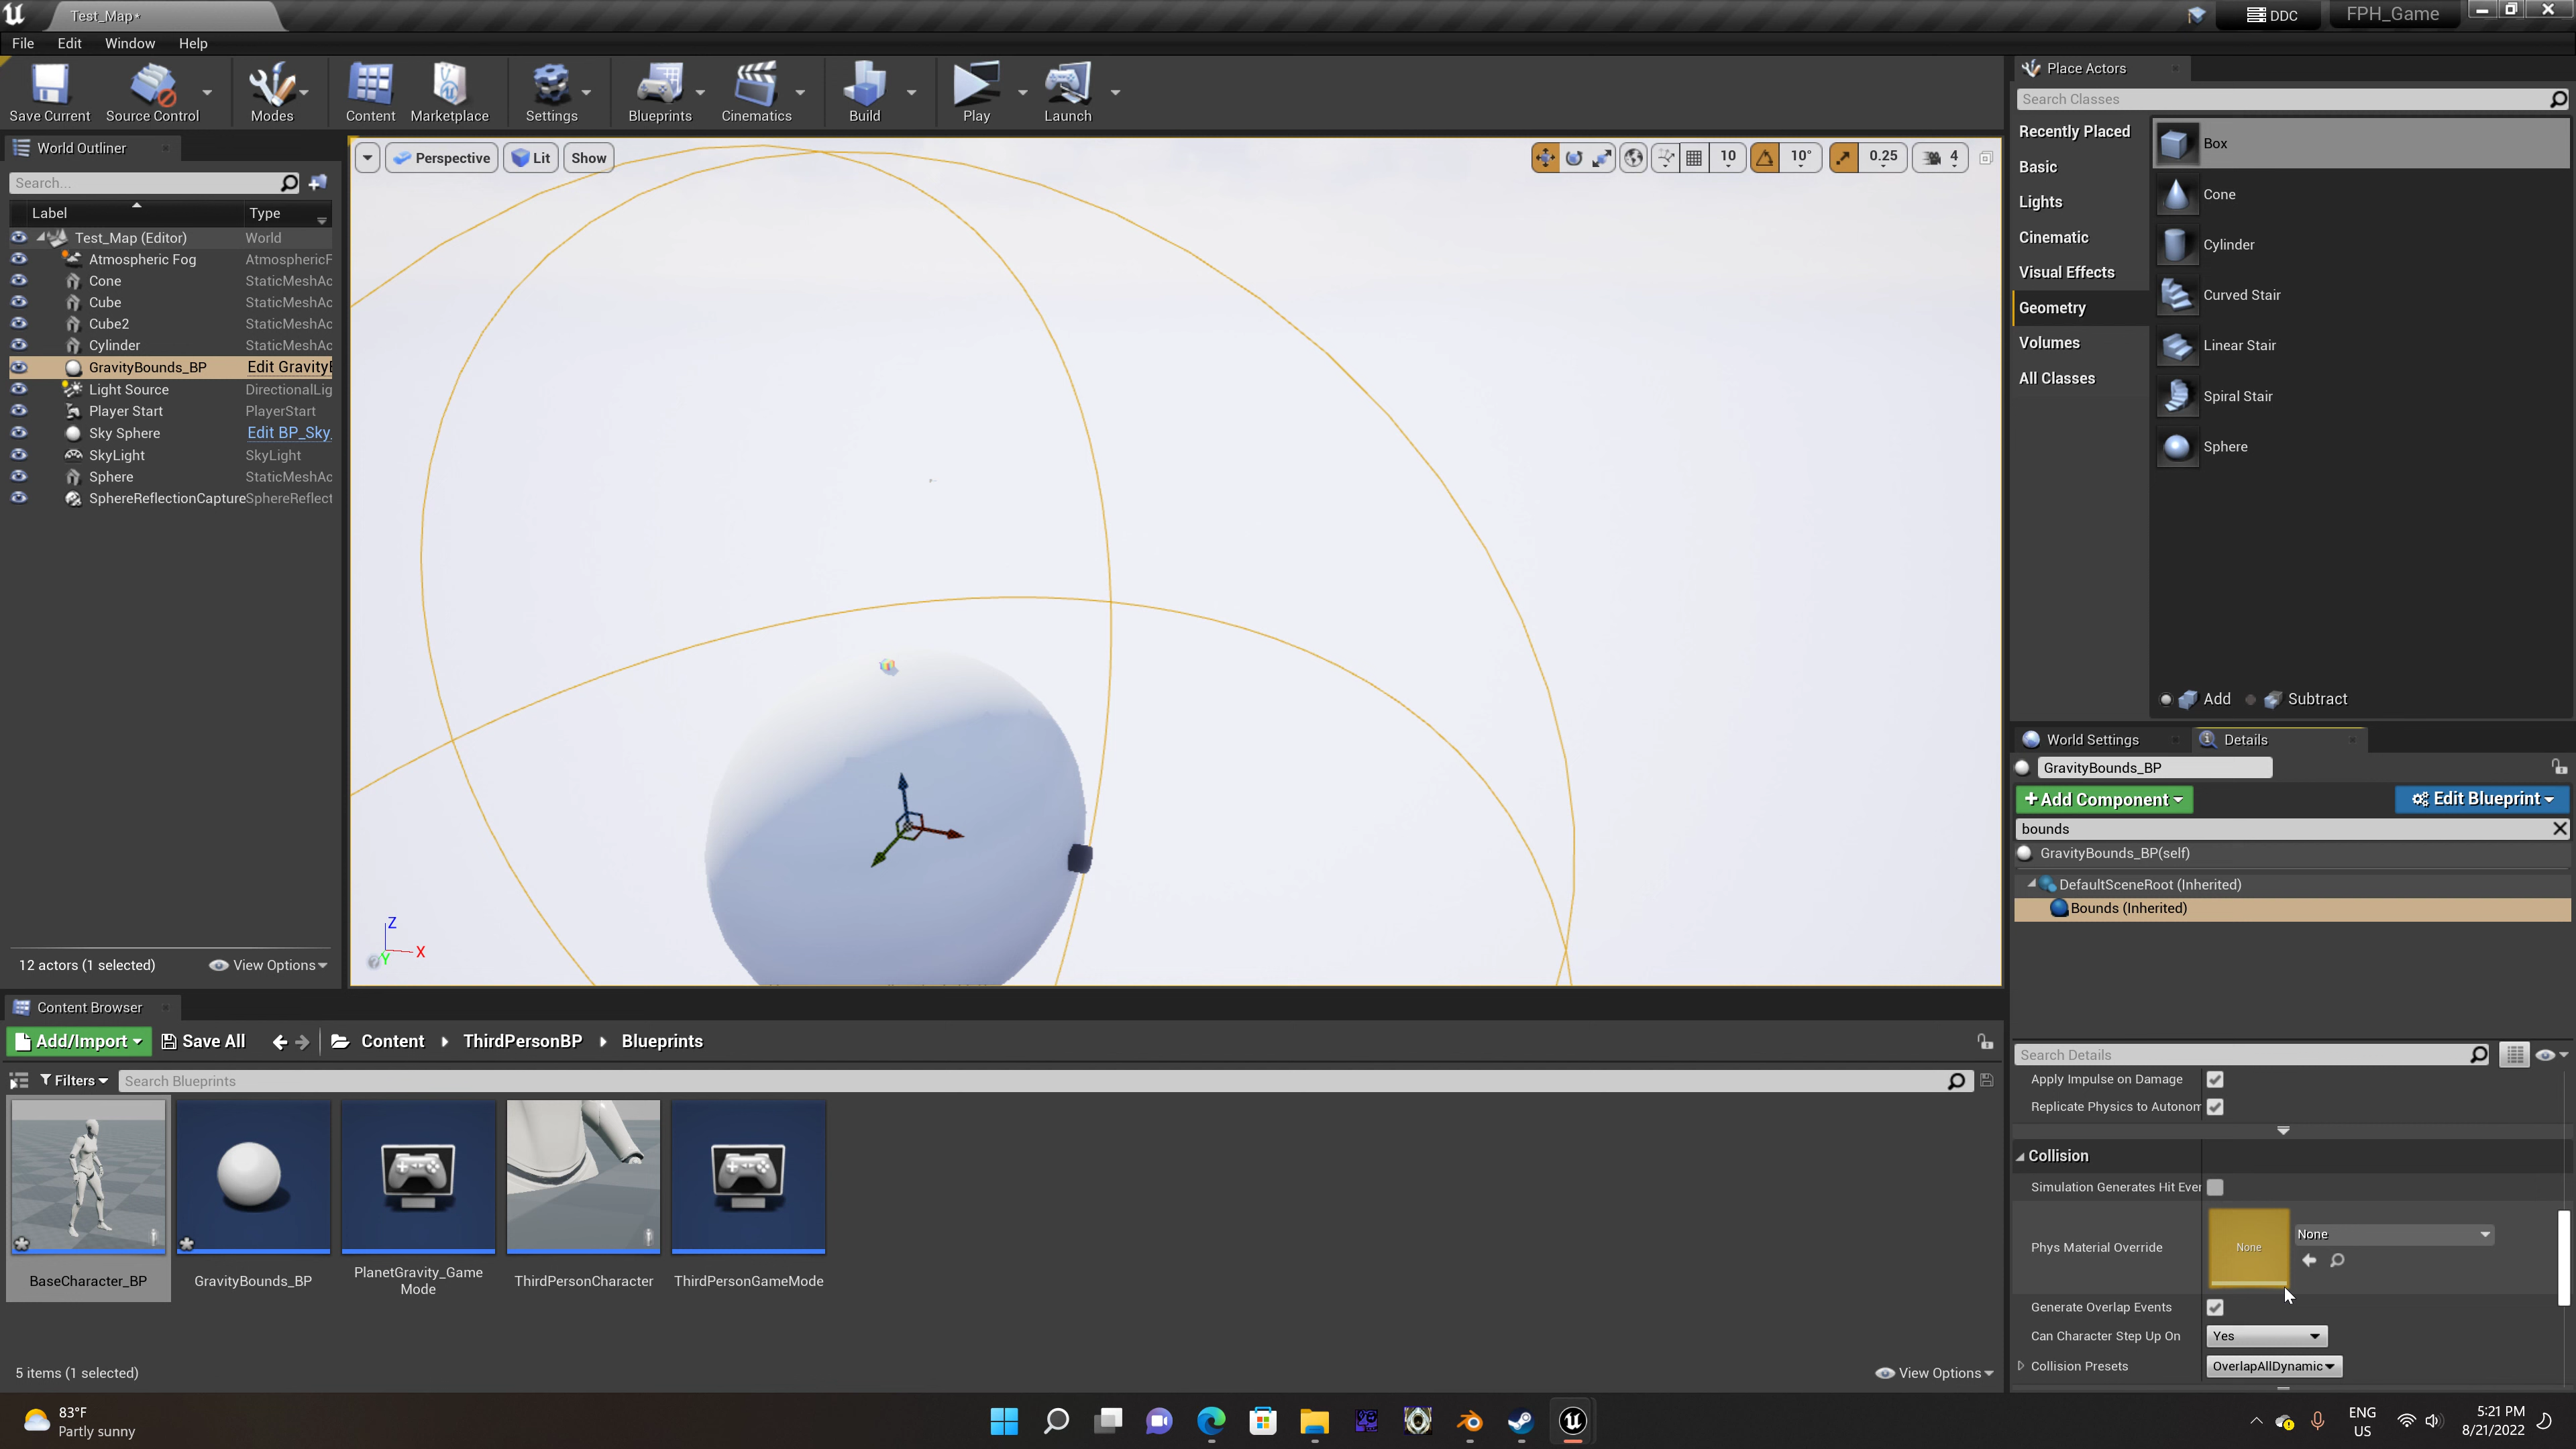 Test_Map*
DDC
FPH_Game
File Edit Window Help
Save Current
Source Control
Modes
Content
Marketplace
Settings
Blueprints
Cinematics
Build
Play
Launch
World Outliner
Search...
Label Type
Test_Map (Editor) World
Atmospheric Fog AtmosphericF
Cone StaticMeshAc
Cube StaticMeshAc
Cube2 StaticMeshAc
Cylinder StaticMeshAc
GravityBounds_BP Edit GravityB
Light Source DirectionalLig
Player Start PlayerStart
Sky Sphere Edit BP_Sky
SkyLight SkyLight
Sphere StaticMeshAc
SphereReflectionCapture SphereReflect
12 actors (1 selected) View Options
Perspective Lit Show
10 10° 0.25 4
Z
X
Y
Place Actors
Search Classes
Recently Placed
Basic
Lights
Cinematic
Visual Effects
Geometry
Volumes
All Classes
Box
Cone
Cylinder
Curved Stair
Linear Stair
Spiral Stair
Sphere
Add Subtract
World Settings Details
GravityBounds_BP
+Add Component Edit Blueprint
bounds
GravityBounds_BP(self)
DefaultSceneRoot (Inherited)
Bounds (Inherited)
Search Details
Apply Impulse on Damage
Replicate Physics to Autonom
Collision
Simulation Generates Hit Ever
Phys Material Override None None
Generate Overlap Events
Can Character Step Up On Yes
Collision Presets OverlapAllDynamic
Content Browser
Add/Import Save All Content ThirdPersonBP Blueprints
Filters Search Blueprints
BaseCharacter_BP
GravityBounds_BP
PlanetGravity_Game
Mode
ThirdPersonCharacter
ThirdPersonGameMode
5 items (1 selected) View Options
83°F
Partly sunny
ENG
US
5:21 PM
8/21/2022